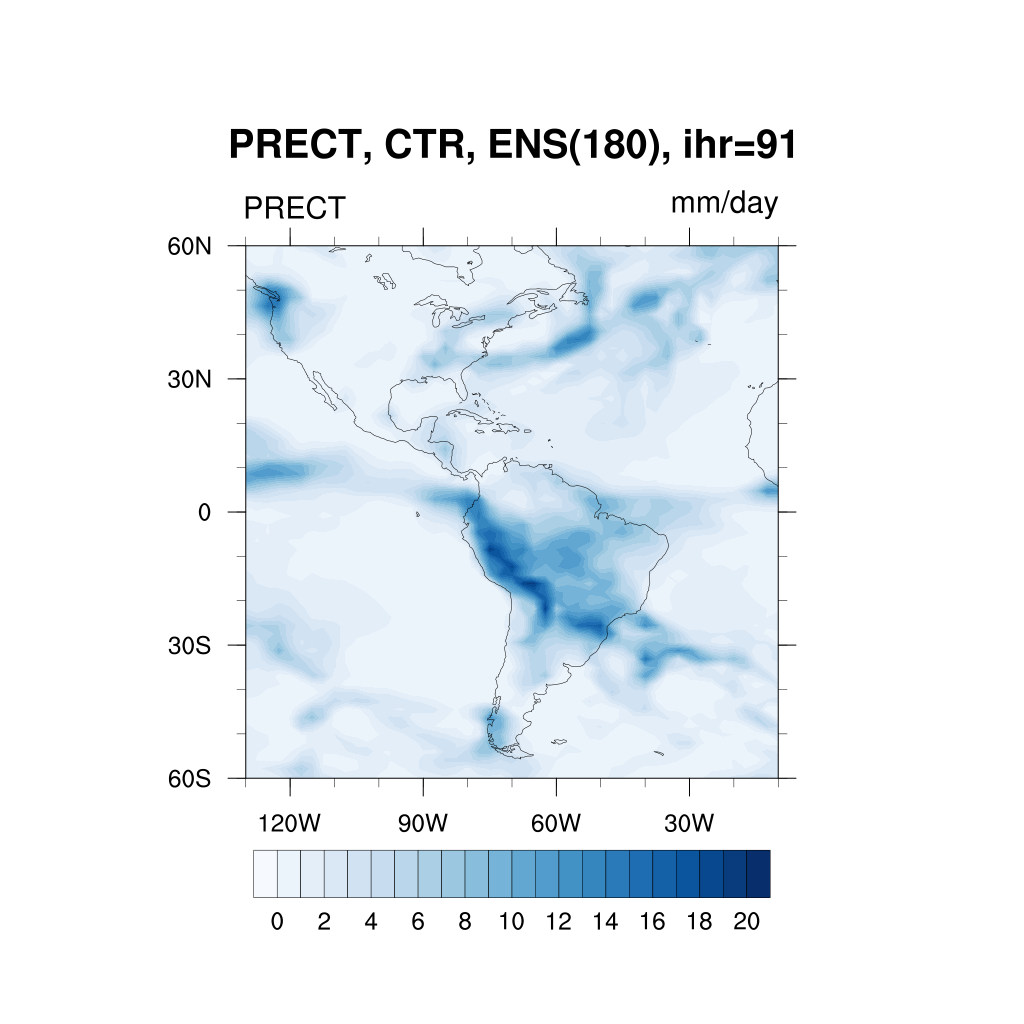 PRECT, CTR, ENS(180), ihr=91
PRECT mm/day
60N
30N
0
30S
60S
120W 90W 60W 30W
0 2 4 6 8 10 12 14 16 18 20